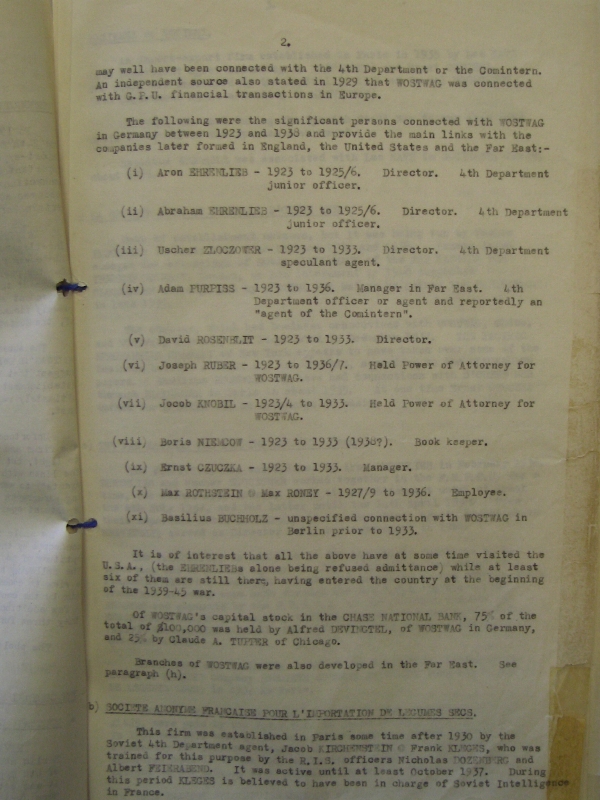 2.
may well have been connected with the 4th Department or the Comintern.
An independent source also stated in 1929 that WOSTWAG was connected
with G.P.U. financial transactions in Europe.
The following were the significant persons connected with WOSTWAG
in Germany between 1923 and 1938 and provide the main links with the
companies later formed in England, the United States and the Far East:-
(i) Aron EHRENLIEB - 1923 to 1925/6. Director. 4th Department
junior officer.
(ii) Abraham EHRENLIEB - 1923 to 1925/6. Director. 4th Department
junior officer.
(iii) Uscher ZLOCZOWER - 1923 to 1933. Director. 4th Department
speculant agent.
(iv) Adam PURPISS - 1923 to 1936. Manager in Far East. 4th
Department officer or agent and reportedly an
"agent of the Comintern".
(v) David ROSENBLIT - 1923 to 1933. Director.
(vi) Joseph RUBER - 1923 to 1936/7. Held Power of Attorney for
WOSTWAG.
(vii) Jocob KNOBIL - 1923/4 to 1933. Held Power of Attorney for
WOSTWAG.
(viii) Boris NIEMCOW - 1923 to 1933 (1938?). Book keeper.
(ix) Ernst CZUCZKA - 1923 to 1933. Manager.
(x) Max ROTHSTEIN @ Max RONEY - 1927/9 to 1936. Employee.
(xi) Basilius BUCHHOLZ - unspecified connection with WOSTWAG in
Berlin prior to 1933.
It is of interest that all the above have at some time visited the
U.S.A., (the EHRENLIEBs alone being refused admittance) while at least
six of them are still there, having entered the country at the beginning
of the 1939-45 war.
Of WOSTWAG's capital stock in the CHASE NATIONAL BANK, 75% of the
total of $100,000 was held by Alfred DEVINGTEL, of WOSTWAG in Germany,
and 25% by Claude A. TUPPER of Chicago.
Branches of WOSTWAG were also developed in the Far East. See
paragraph (h).
b) SOCIETE ANONYME FRANCAISE POUR L'IMPORTATION DE LEGUMES SECS.
This firm was established in Paris some time after 1930 by the
Soviet 4th Department agent, Jacob KIRCHENSTEIN @ Frank KLEGES, who was
trained for this purpose by the R.I.S. officers Nicholas DOZENBERG and
Albert FEIERABEND. It was active until at least October 1937. During
this period KLEGES is believed to have been in charge of Soviet Intelligence
in France.